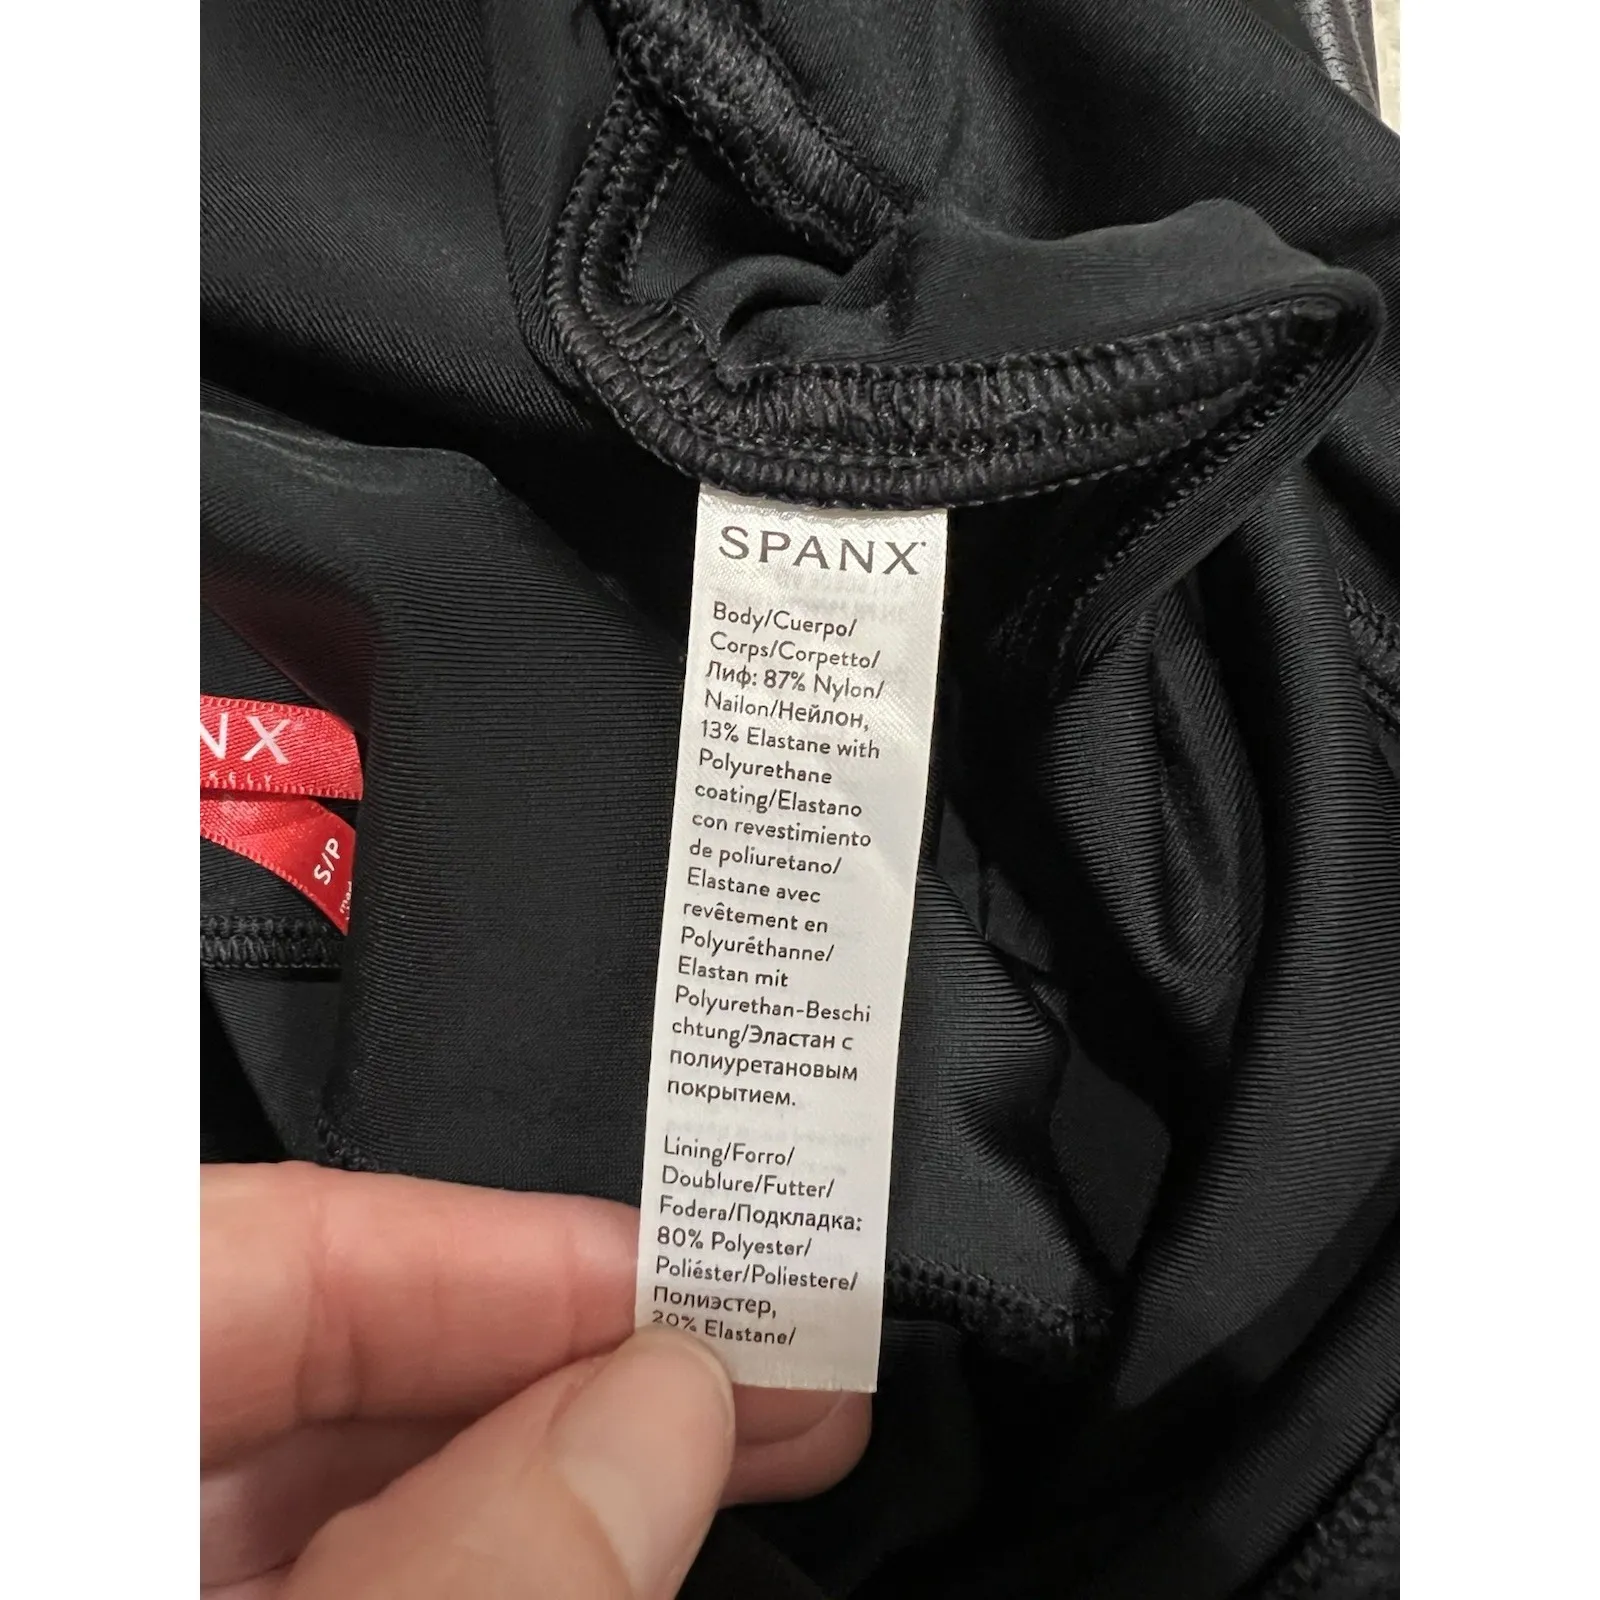 SPANX
Body/Cuerpo/
Corps/Corpetto/
Лиф: 87% Nylon/
Nailon/Нейлон,
13% Elastane with
Polyurethane
coating/Elastano
con revestimiento
de poliuretano/
Elastane avec
revêtement en
Polyuréthanne/
Elastan mit
Polyurethan-Beschi
chtung/Эластан с
полиуретановым
покрытием.
Lining/Forro/
Doublure/Futter/
Fodera/Подкладка:
80% Polyester/
Poliéster/Poliestere/
Полиэстер,
20% Elastane/
NX
S/P